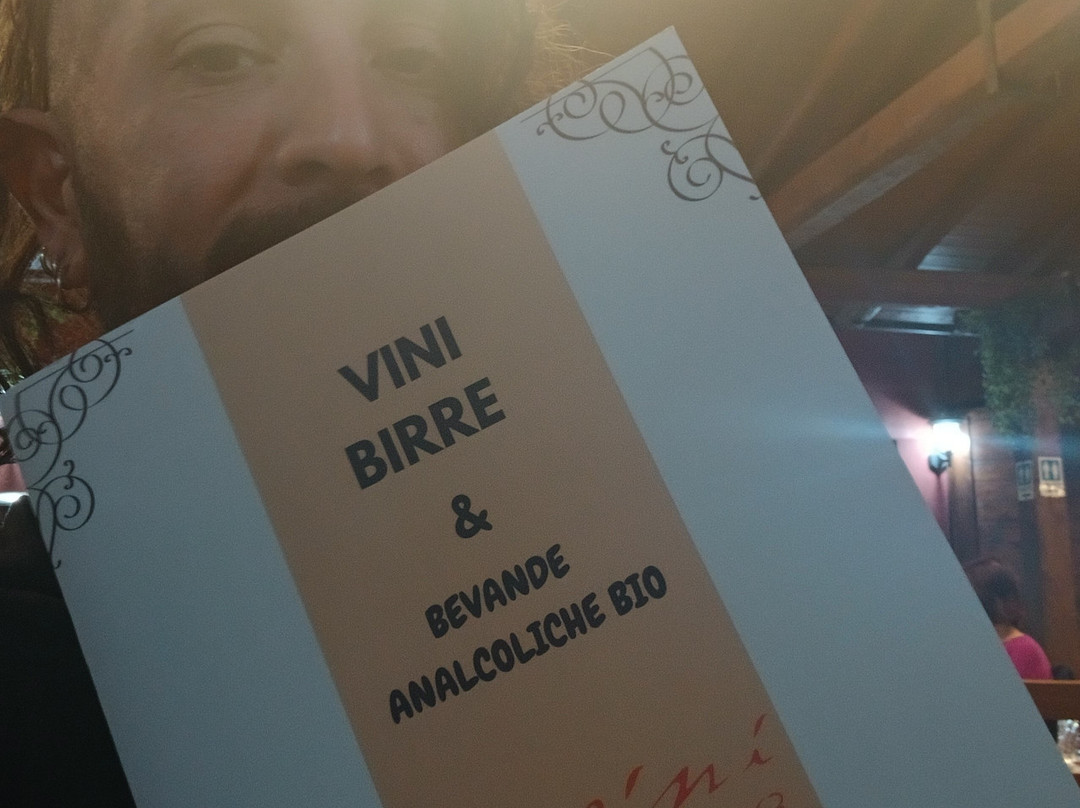 VINI
BIRRE
&
BEVANDE
ANALCOLICHE BIO